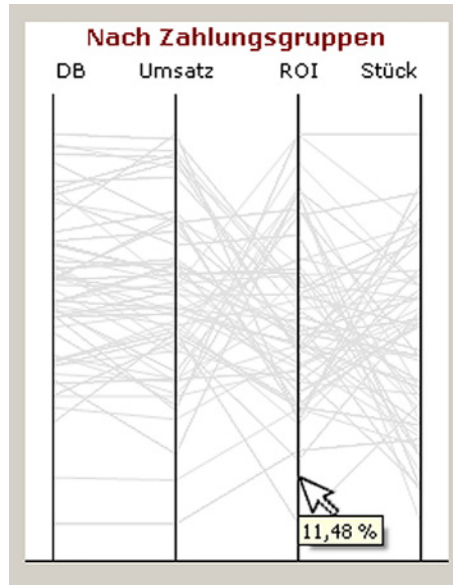 Nach Zahlungsgruppen
DB Umsatz ROI Stück
11,48 %